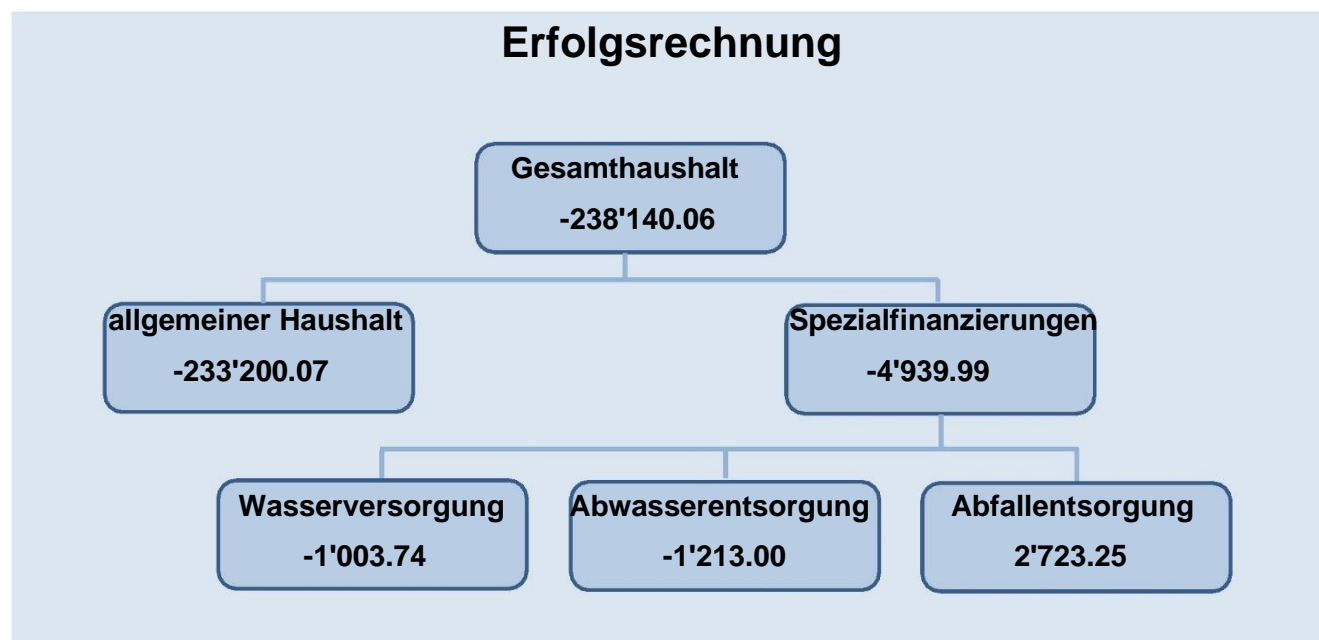 Erfolgsrechnung
Gesamthaushalt
-238'140.06
allgemeiner Haushalt
-233'200.07
Spezialfinanzierungen
-4'939.99
Wasserversorgung
-1'003.74
Abwasserentsorgung
-1'213.00
Abfallentsorgung
2'723.25